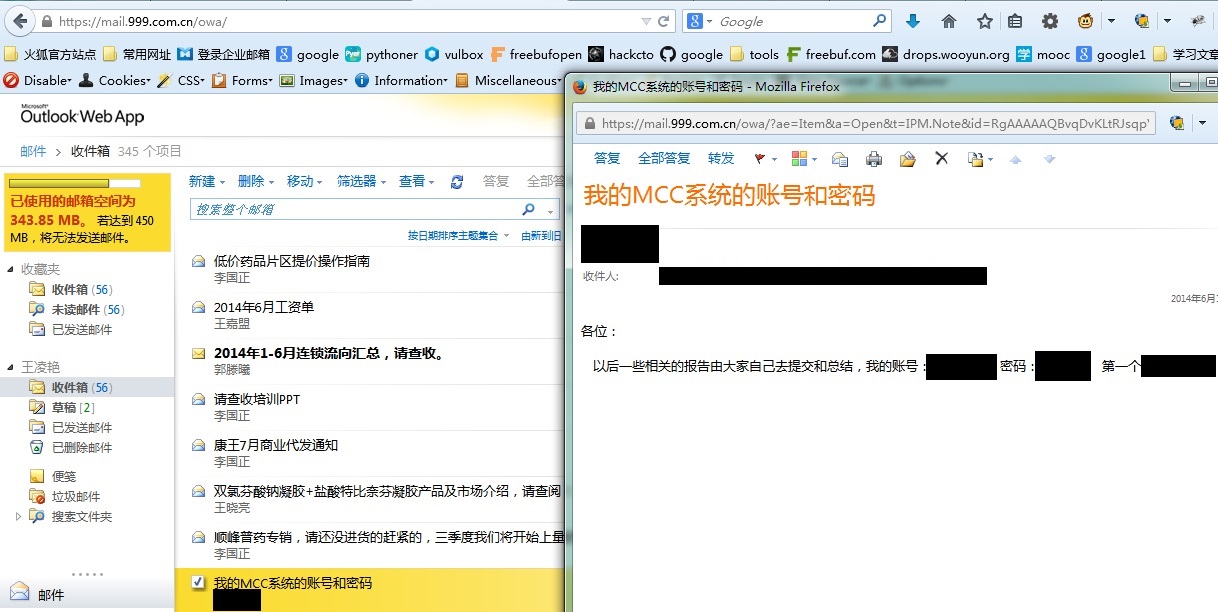 https://mail.999.com.cn/owa/
Google
火狐官方站点 常用网址 登录企业邮箱 google pythoner vulbox freebufopen hackcto google tools freebuf.com drops.wooyun.org mooc google1 学习文章
Disable Cookies CSS Forms Images Information Miscellaneous
我的MCC系统的账号和密码 - Mozilla Firefox
Microsoft
Outlook Web App
https://mail.999.com.cn/owa/?ae=Item&a=Open&t=IPM.Note&id=RgAAAAAQBvqDvKLtRJsqp
邮件 > 收件箱 345 个项目
答复 全部答复 转发
已使用的邮箱空间为
343.85 MB。 若达到 450
MB，将无法发送邮件。
新建 删除 移动 筛选器 查看 答复 全部答
搜索整个邮箱
按日期排序主题集合 由新到旧
收藏夹
收件箱 (56)
未读邮件 (56)
已发送邮件
王凌艳
收件箱 (56)
草稿 [2]
已发送邮件
已删除邮件
便笺
垃圾邮件
搜索文件夹
邮件
低价药品片区提价操作指南
李国正
2014年6月工资单
王嘉盟
2014年1-6月连锁流向汇总，请查收。
郭滕曦
请查收培训PPT
李国正
康王7月商业代发通知
李国正
双氯芬酸钠凝胶+盐酸特比奈芬凝胶产品及市场介绍，请查阅
王晓亮
顺峰普药专销，请还没进货的赶紧的，三季度我们将开始上量
李国正
我的MCC系统的账号和密码
我的MCC系统的账号和密码
收件人:
2014年6月
各位：
以后一些相关的报告由大家自己去提交和总结，我的账号： 密码： 第一个